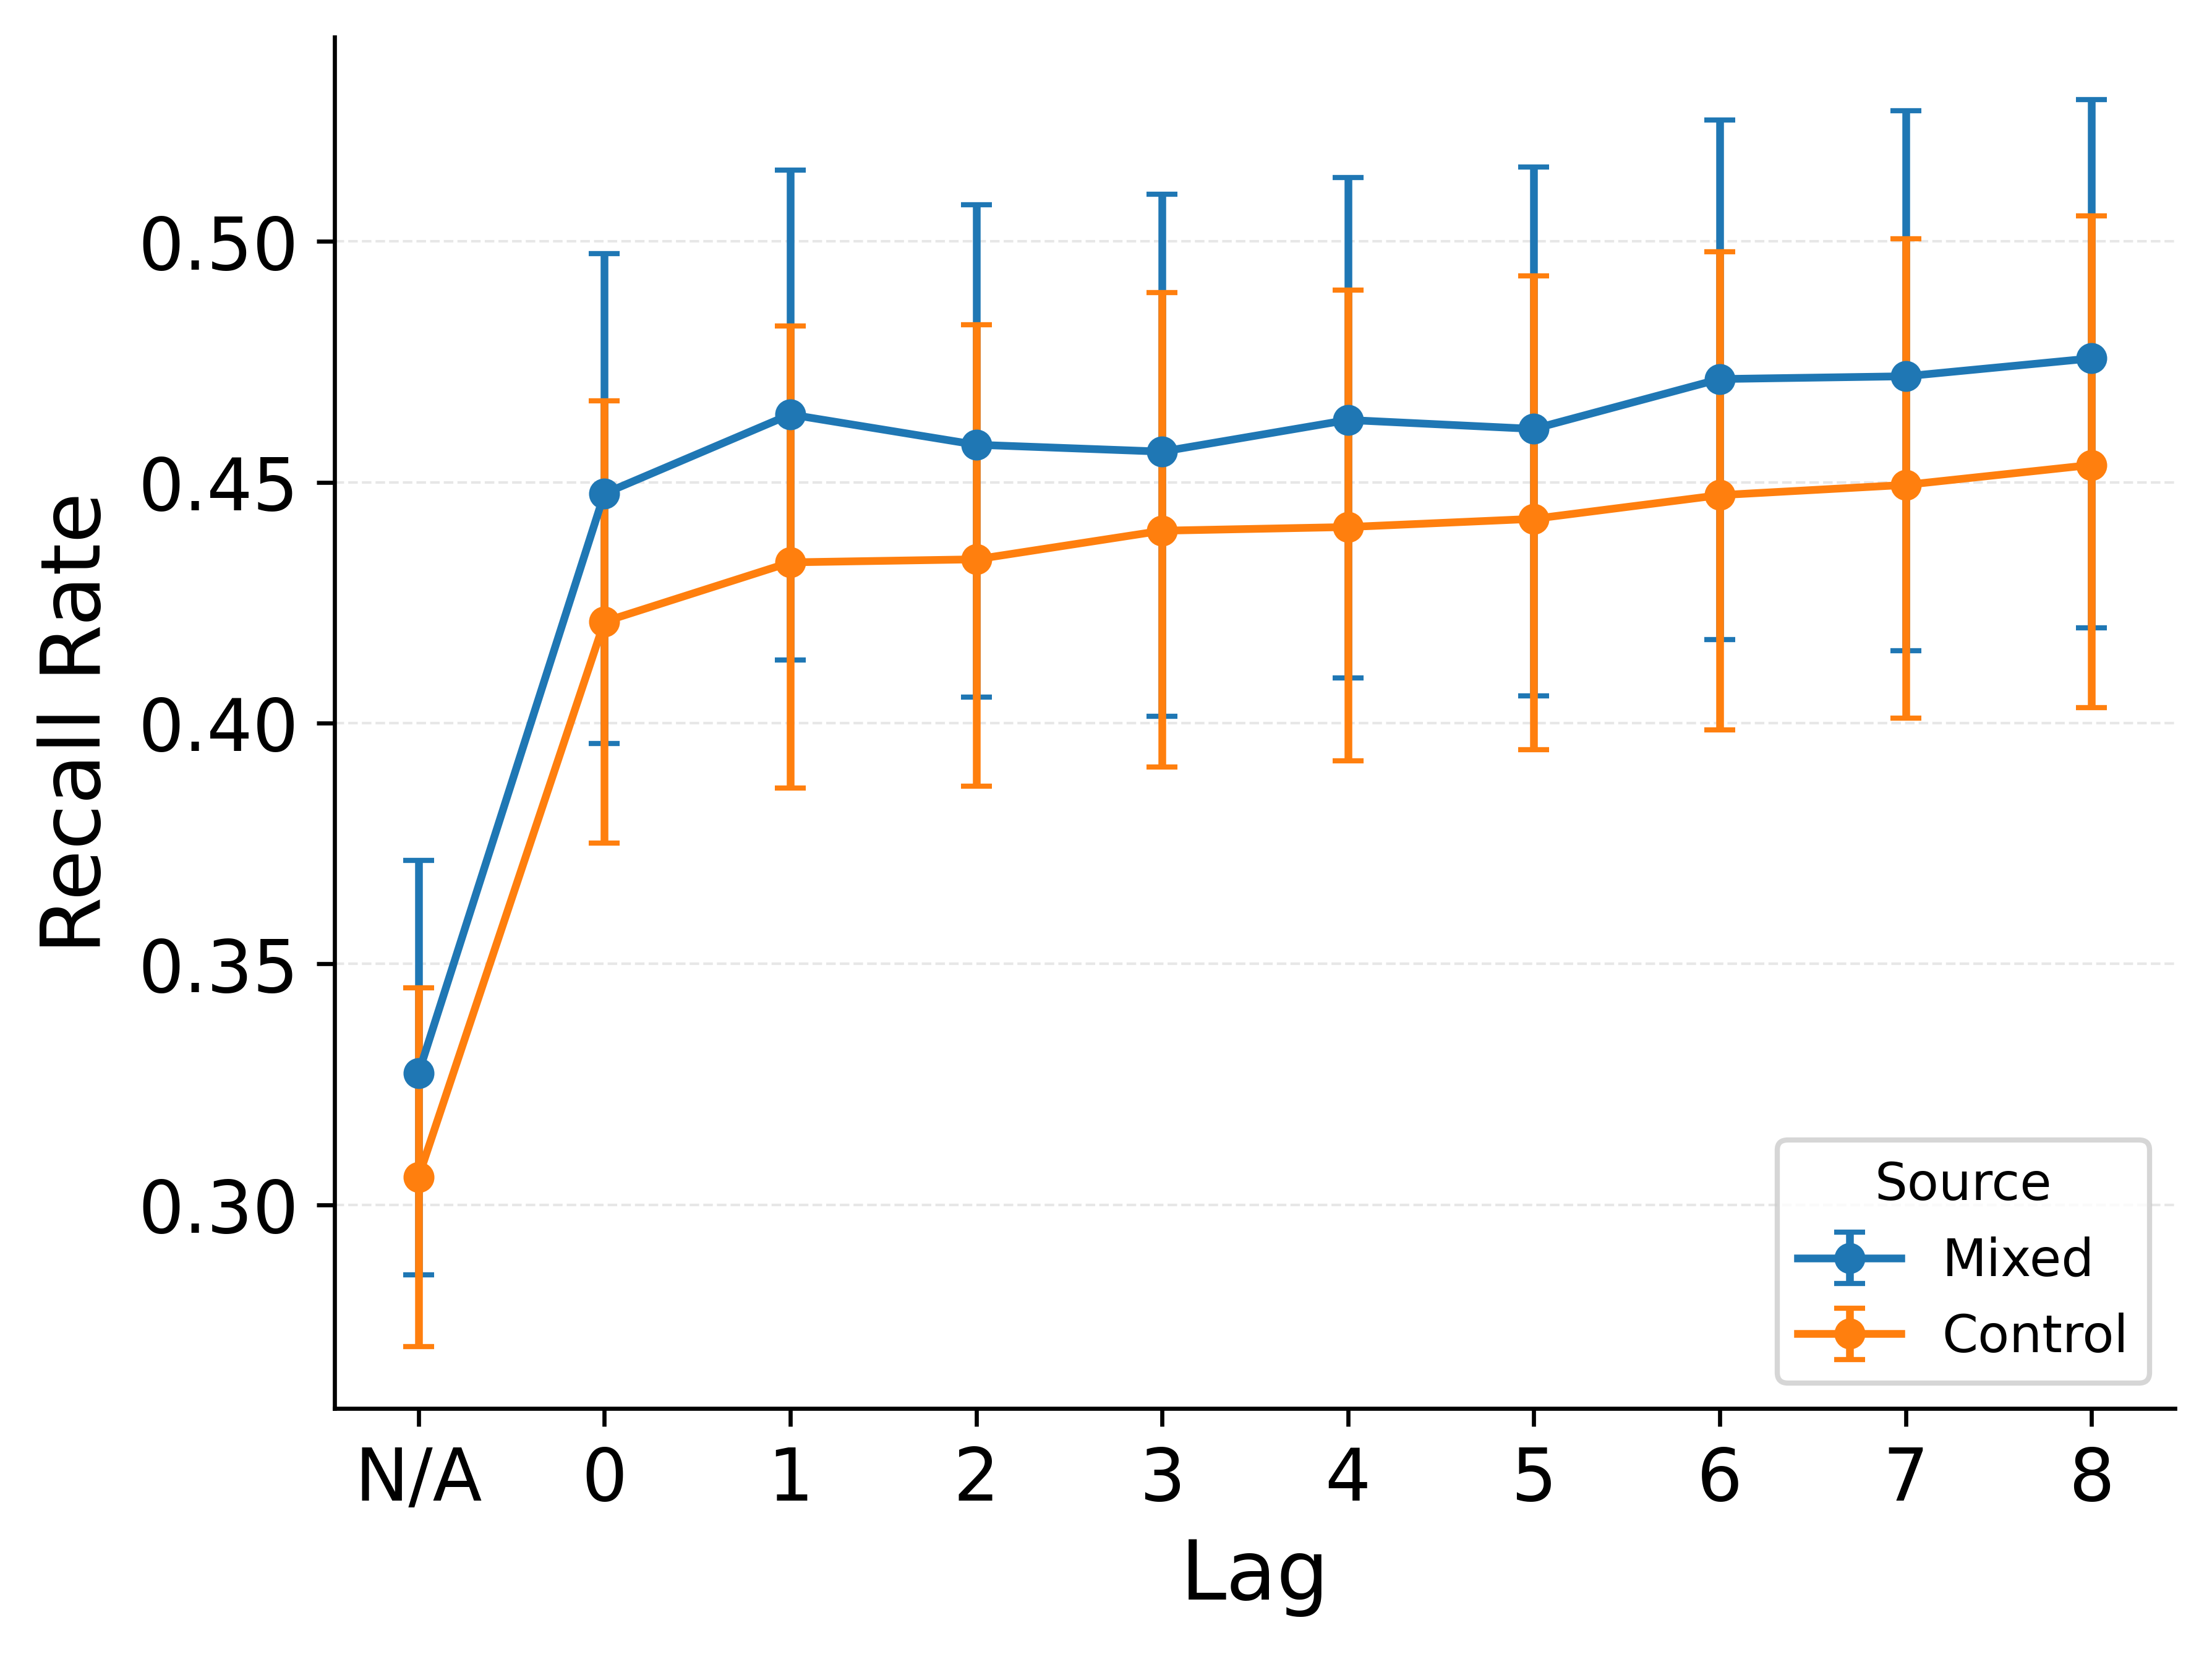 Recall Rate
0.50
0.45
0.40
0.35
0.30
N/A 0 1 2 3 4 5 6 7 8
Lag
Source
Mixed
Control